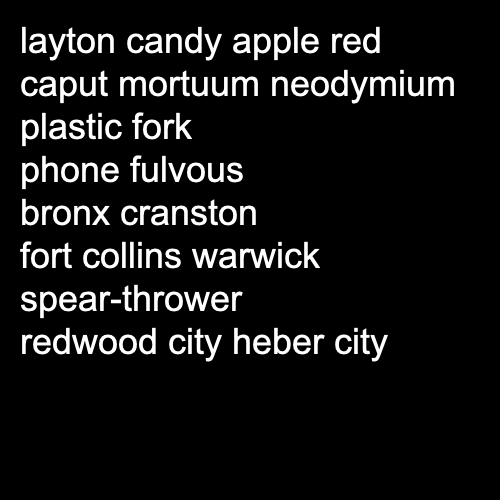 layton candy apple red
caput mortuum neodymium
plastic fork
phone fulvous
bronx cranston
fort collins warwick
spear-thrower
redwood city heber city